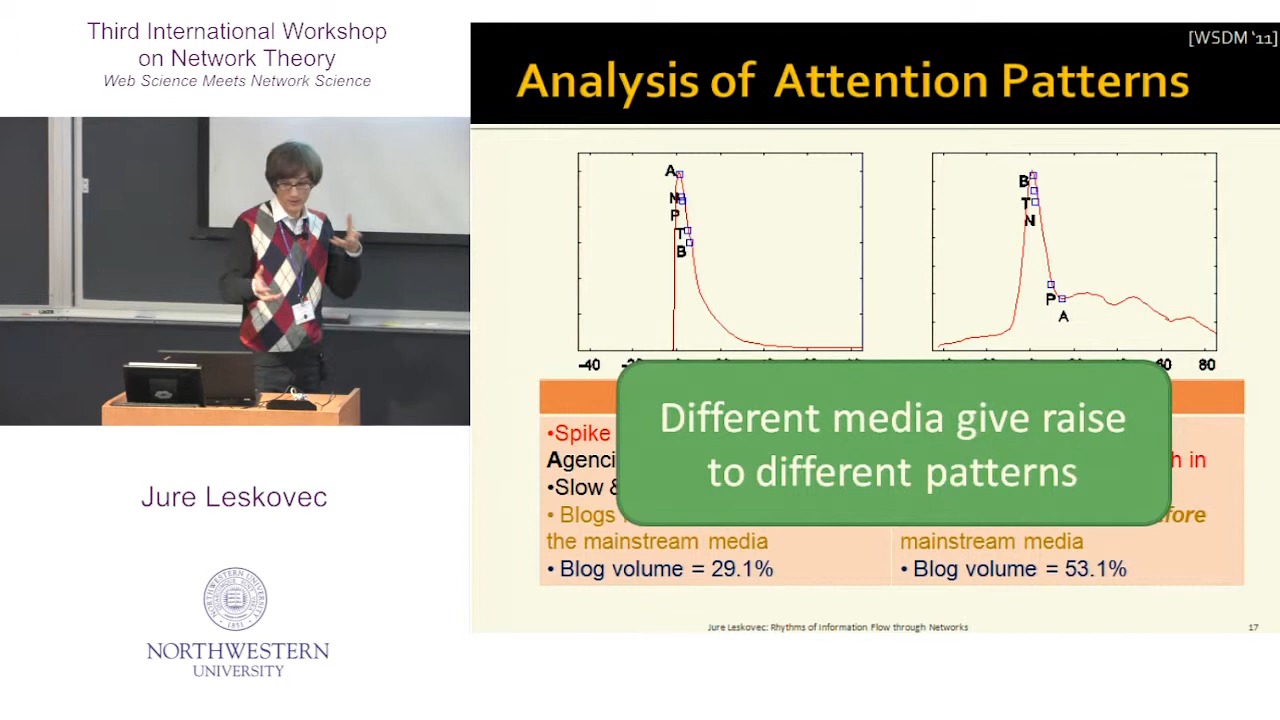 Third International Workshop
on Network Theory
Web Science Meets Network Science
[WSDM '11]
Analysis of Attention Patterns
A
N
P
T
B
B
T
N
P
A
-40
80
Different media give raise
to different patterns
•Spike
Agenci
h in
•Slow &
• Blogs
fore
the mainstream media
mainstream media
• Blog volume = 29.1%
• Blog volume = 53.1%
Jure Leskovec
Jure Leskovec: Rhythms of Information Flow through Networks
17
NORTHWESTERN UNIVERSITY
1851
NORTHWESTERN
UNIVERSITY